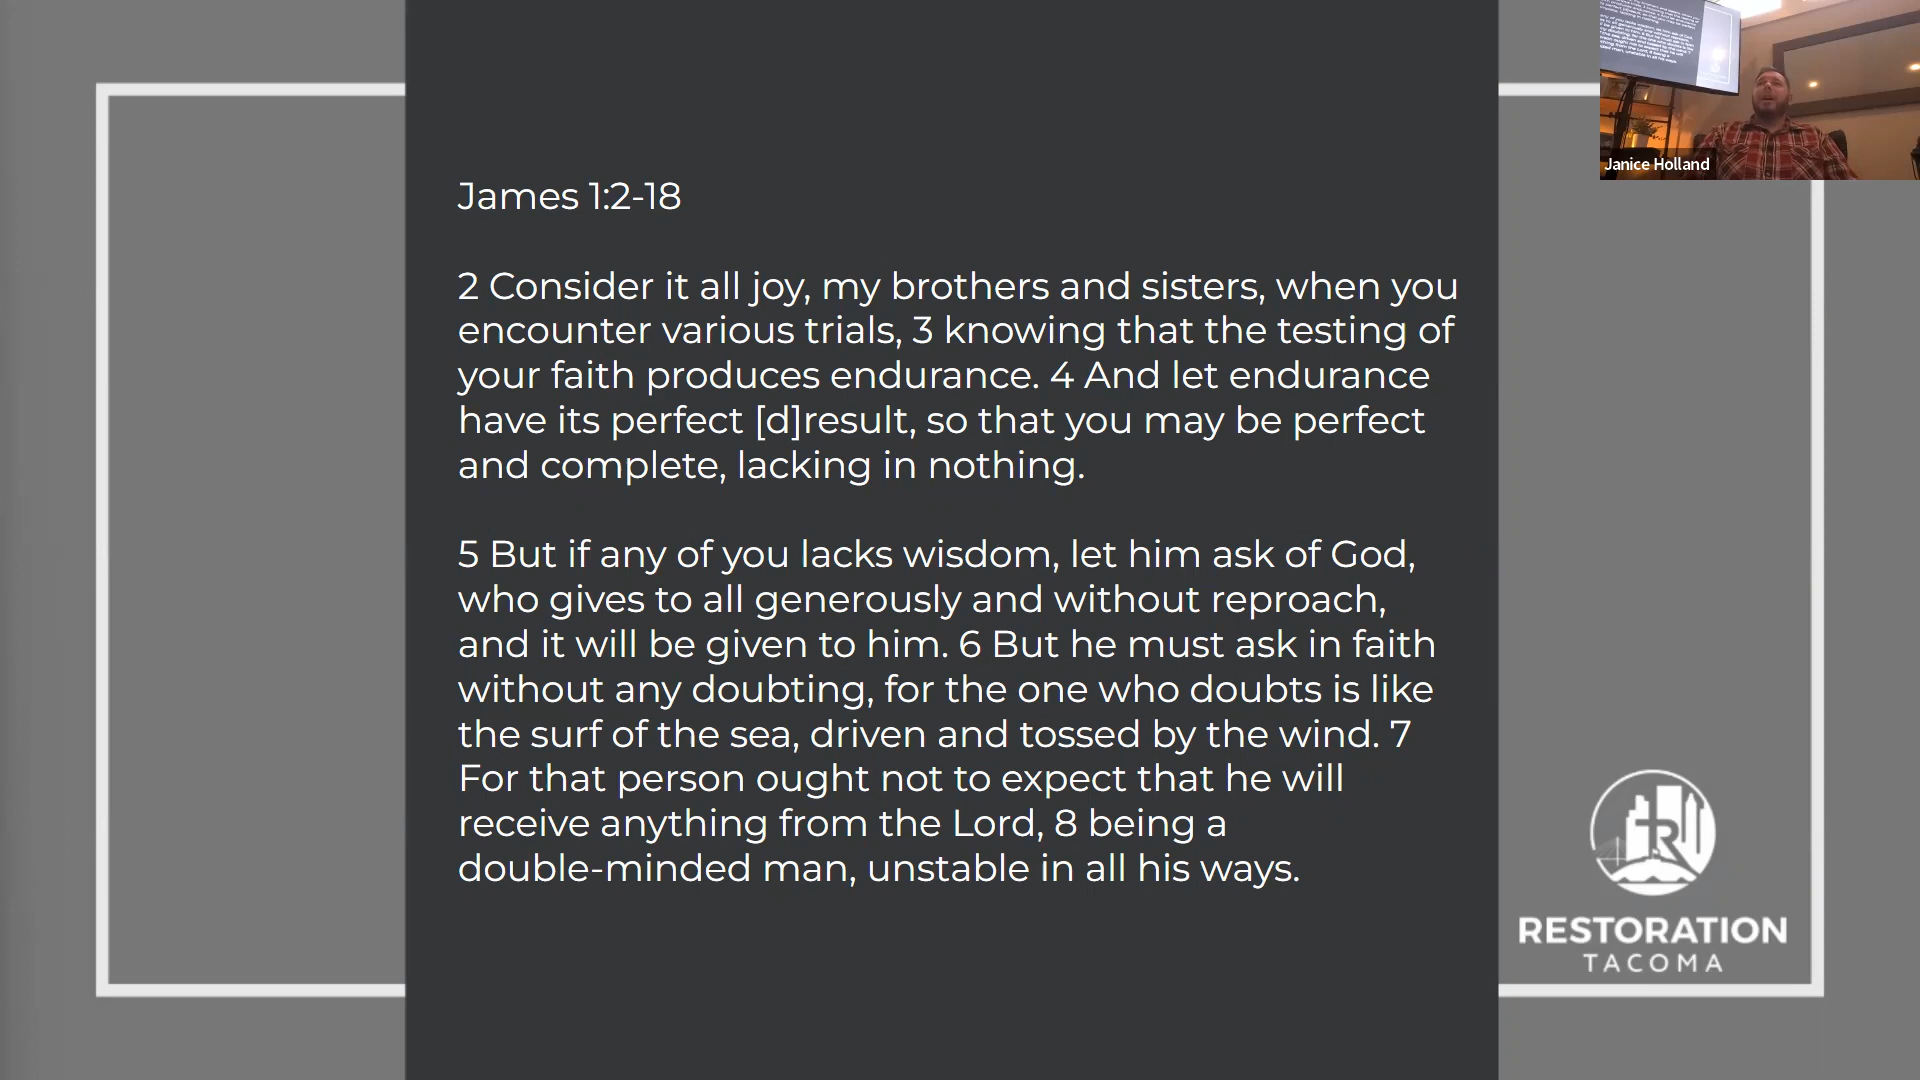 James 1:2-18
2 Consider it all joy, my brothers and sisters, when you
encounter various trials, 3 knowing that the testing of
your faith produces endurance. 4 And let endurance
have its perfect [d]result, so that you may be perfect
and complete, lacking in nothing.
5 But if any of you lacks wisdom, let him ask of God,
who gives to all generously and without reproach,
and it will be given to him. 6 But he must ask in faith
without any doubting, for the one who doubts is like
the surf of the sea, driven and tossed by the wind. 7
For that person ought not to expect that he will
receive anything from the Lord, 8 being a
double-minded man, unstable in all his ways.
Janice Holland
R
RESTORATION
TACOMA